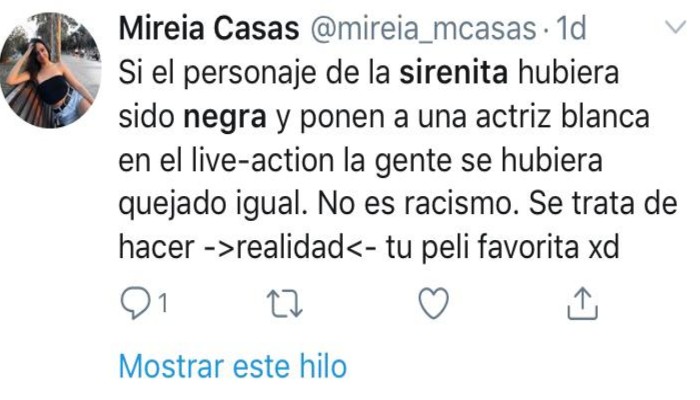 Mireia Casas @mireia_mcasas · 1d
Si el personaje de la sirenita hubiera
sido negra y ponen a una actriz blanca
en el live-action la gente se hubiera
quejado igual. No es racismo. Se trata de
hacer ->realidad<- tu peli favorita xd
1
Mostrar este hilo